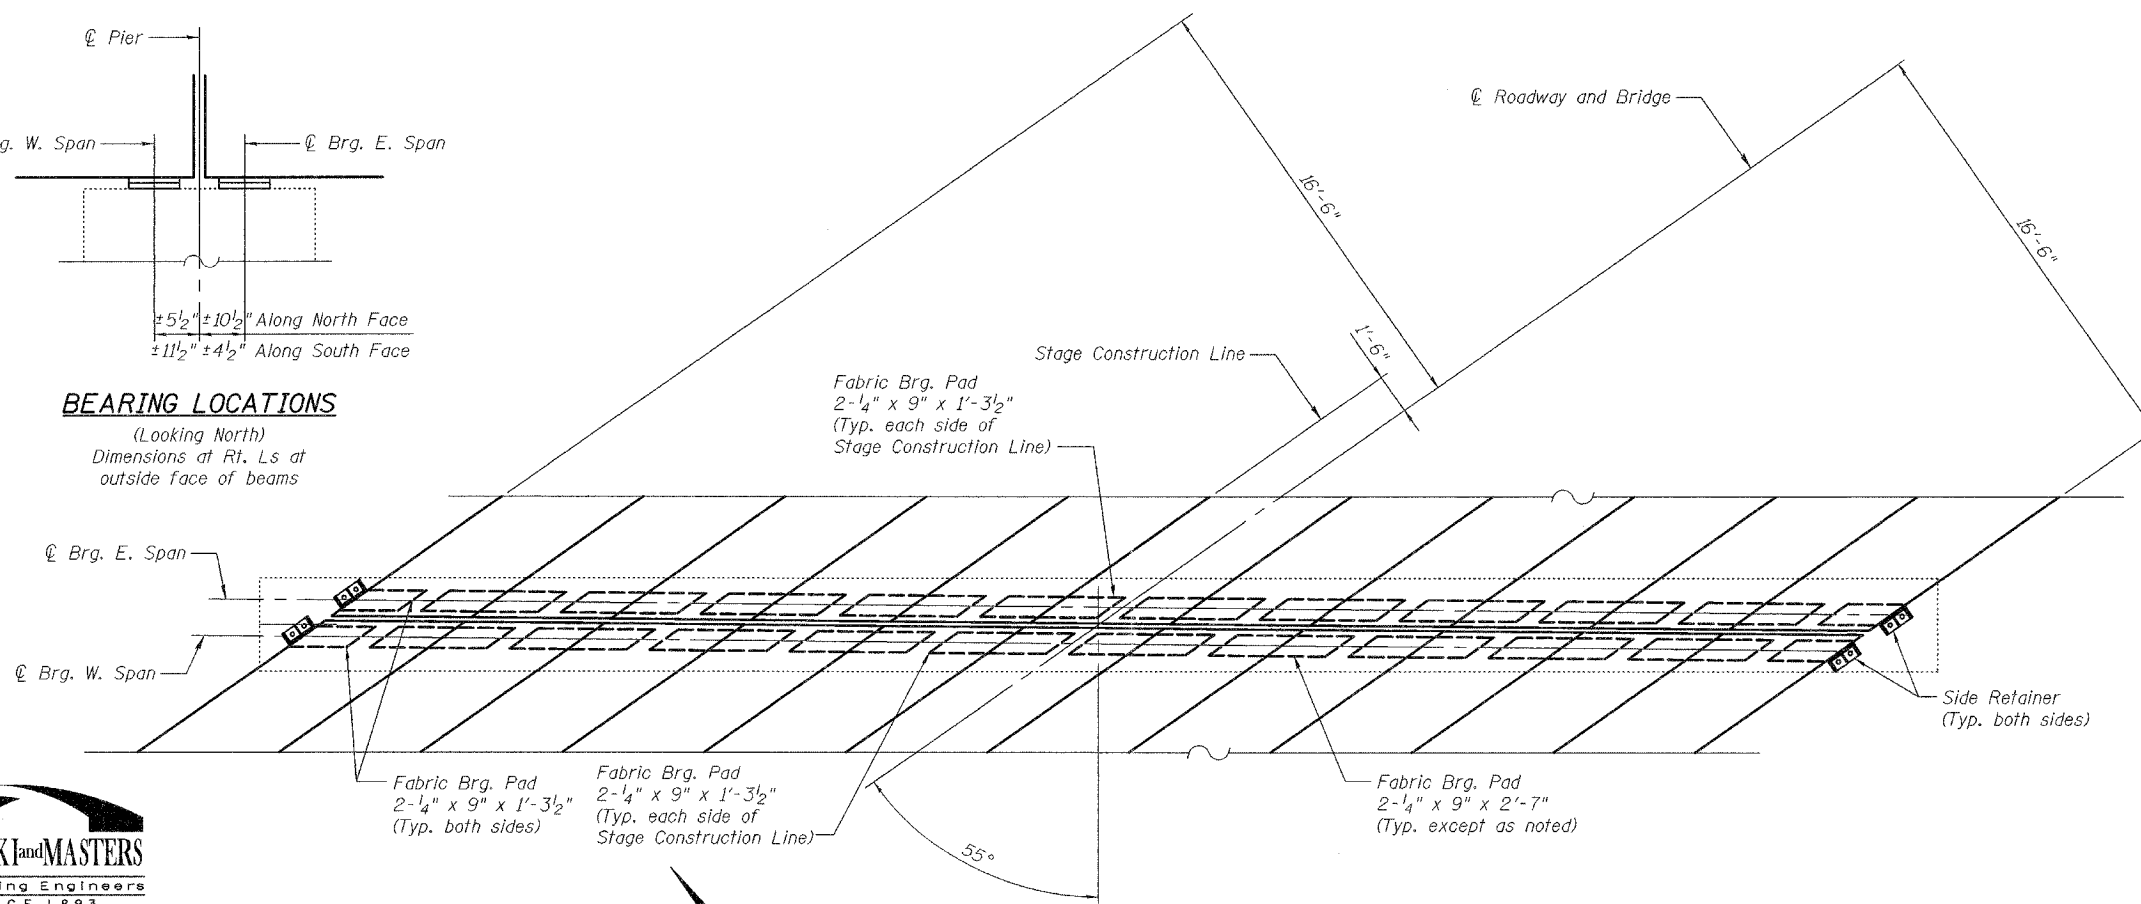 ℄ Pier
g. W. Span
℄ Brg. E. Span
±5½" ±10½" Along North Face
±11½" ±4½" Along South Face
BEARING LOCATIONS
(Looking North)
Dimensions at Rt. Ls at
outside face of beams
℄ Roadway and Bridge
16'-6"
16'-6"
1'-6"
Stage Construction Line
Fabric Brg. Pad
2-¼" x 9" x 1'-3½"
(Typ. each side of
Stage Construction Line)
℄ Brg. E. Span
℄ Brg. W. Span
Side Retainer
(Typ. both sides)
Fabric Brg. Pad
2-¼" x 9" x 1'-3½"
(Typ. both sides)
Fabric Brg. Pad
2-¼" x 9" x 1'-3½"
(Typ. each side of
Stage Construction Line)
Fabric Brg. Pad
2-¼" x 9" x 2'-7"
(Typ. except as noted)
55°
KI and MASTERS
ing Engineers
CE 1893